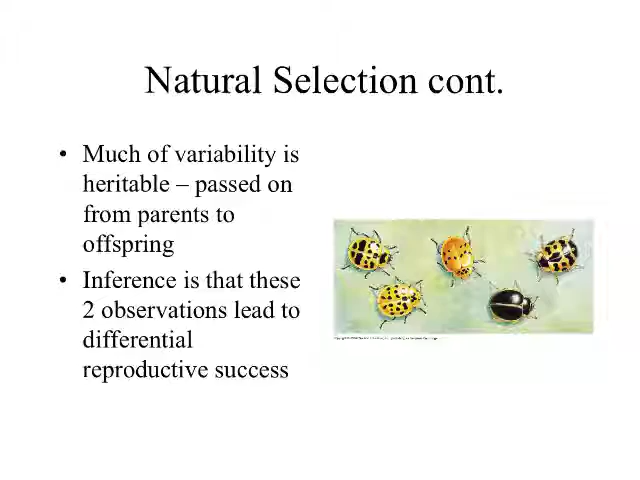 Natural Selection cont.
• Much of variability is
heritable – passed on
from parents to
offspring
• Inference is that these
2 observations lead to
differential
reproductive success